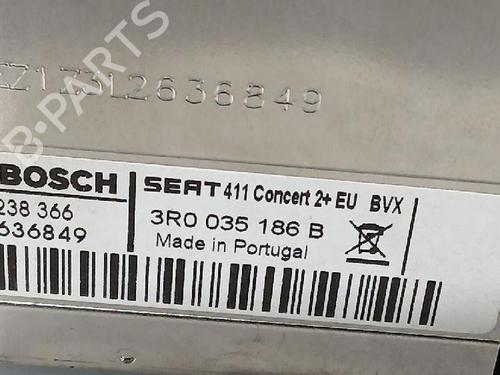 Z1Z3L2636849
BOSCH
SEAT 411 Concert 2+ EU BVX
238 366
3R0 035 186 B
636849
Made in Portugal
B-PARTS